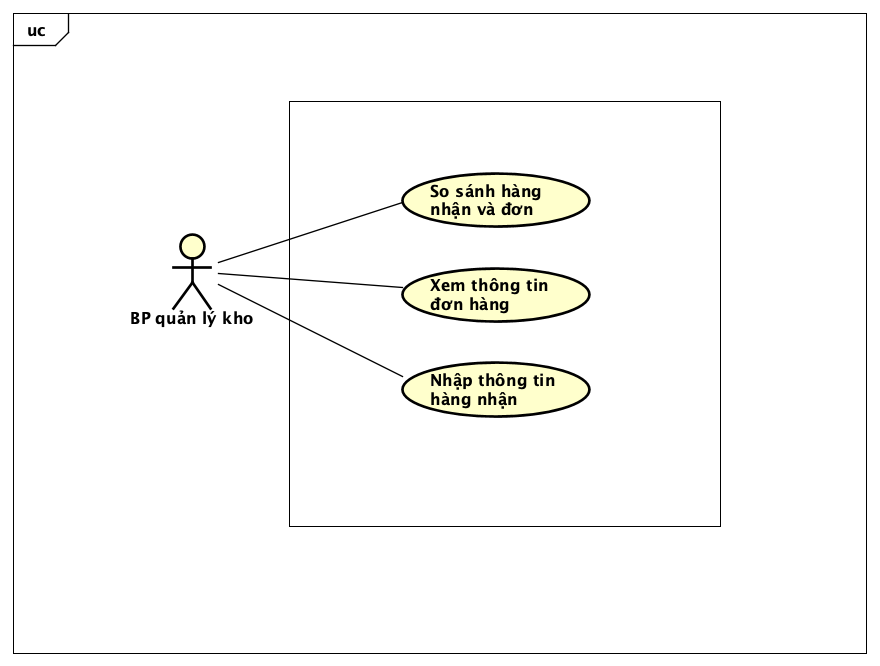 uc
So sánh hàng
nhận và đơn
Xem thông tin
đơn hàng
BP quản lý kho
Nhập thông tin
hàng nhận